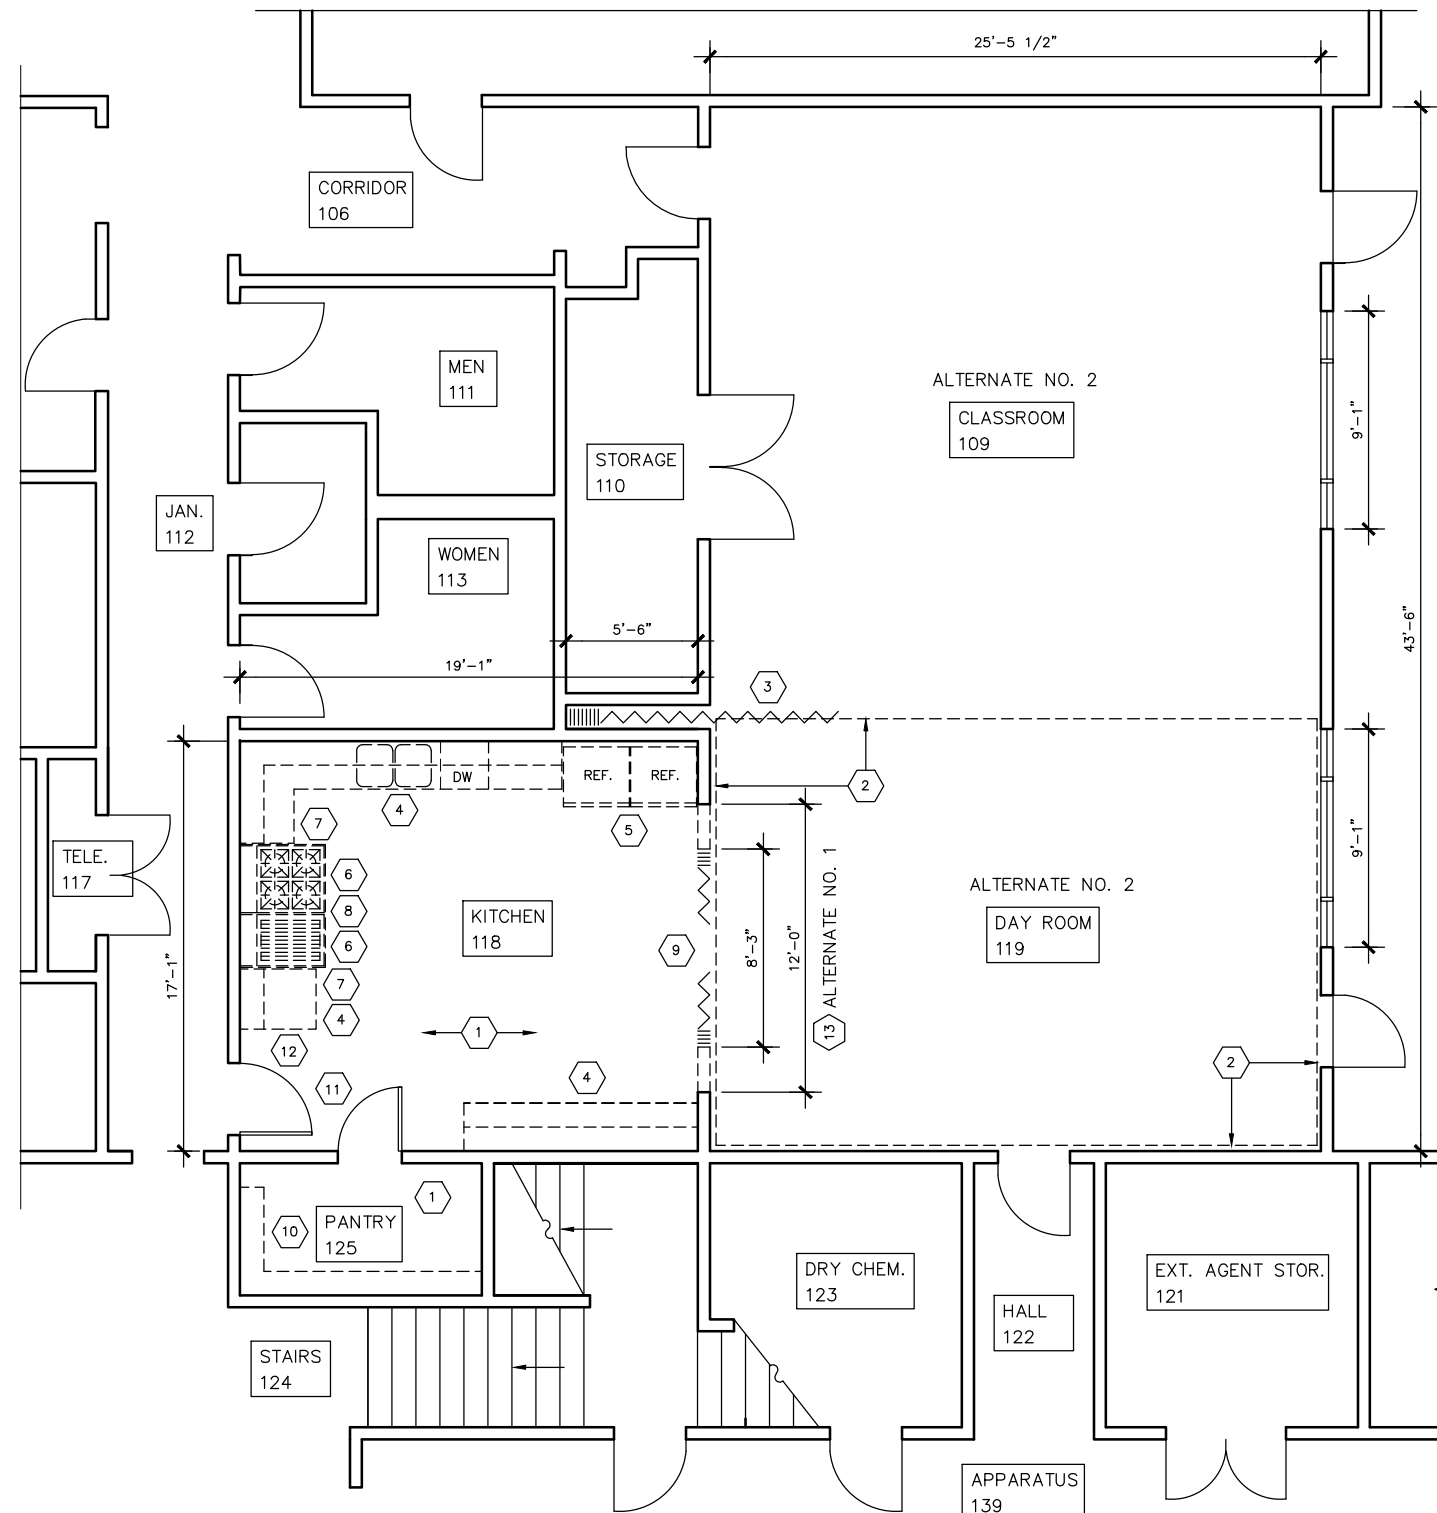 25'-5 1/2"
CORRIDOR
106
MEN
111
ALTERNATE NO. 2
CLASSROOM
109
9'-1"
STORAGE
110
JAN.
112
WOMEN
113
43'-6"
5'-6"
19'-1"
3
REF.
REF.
DW
2
4
7
5
TELE.
117
6
8
6
KITCHEN
118
9
8'-3"
12'-0"
13 ALTERNATE NO. 1
ALTERNATE NO. 2
DAY ROOM
119
9'-1"
17'-1"
7
4
1
12
11
4
2
1
10
PANTRY
125
DRY CHEM.
123
EXT. AGENT STOR.
121
HALL
122
STAIRS
124
APPARATUS
139